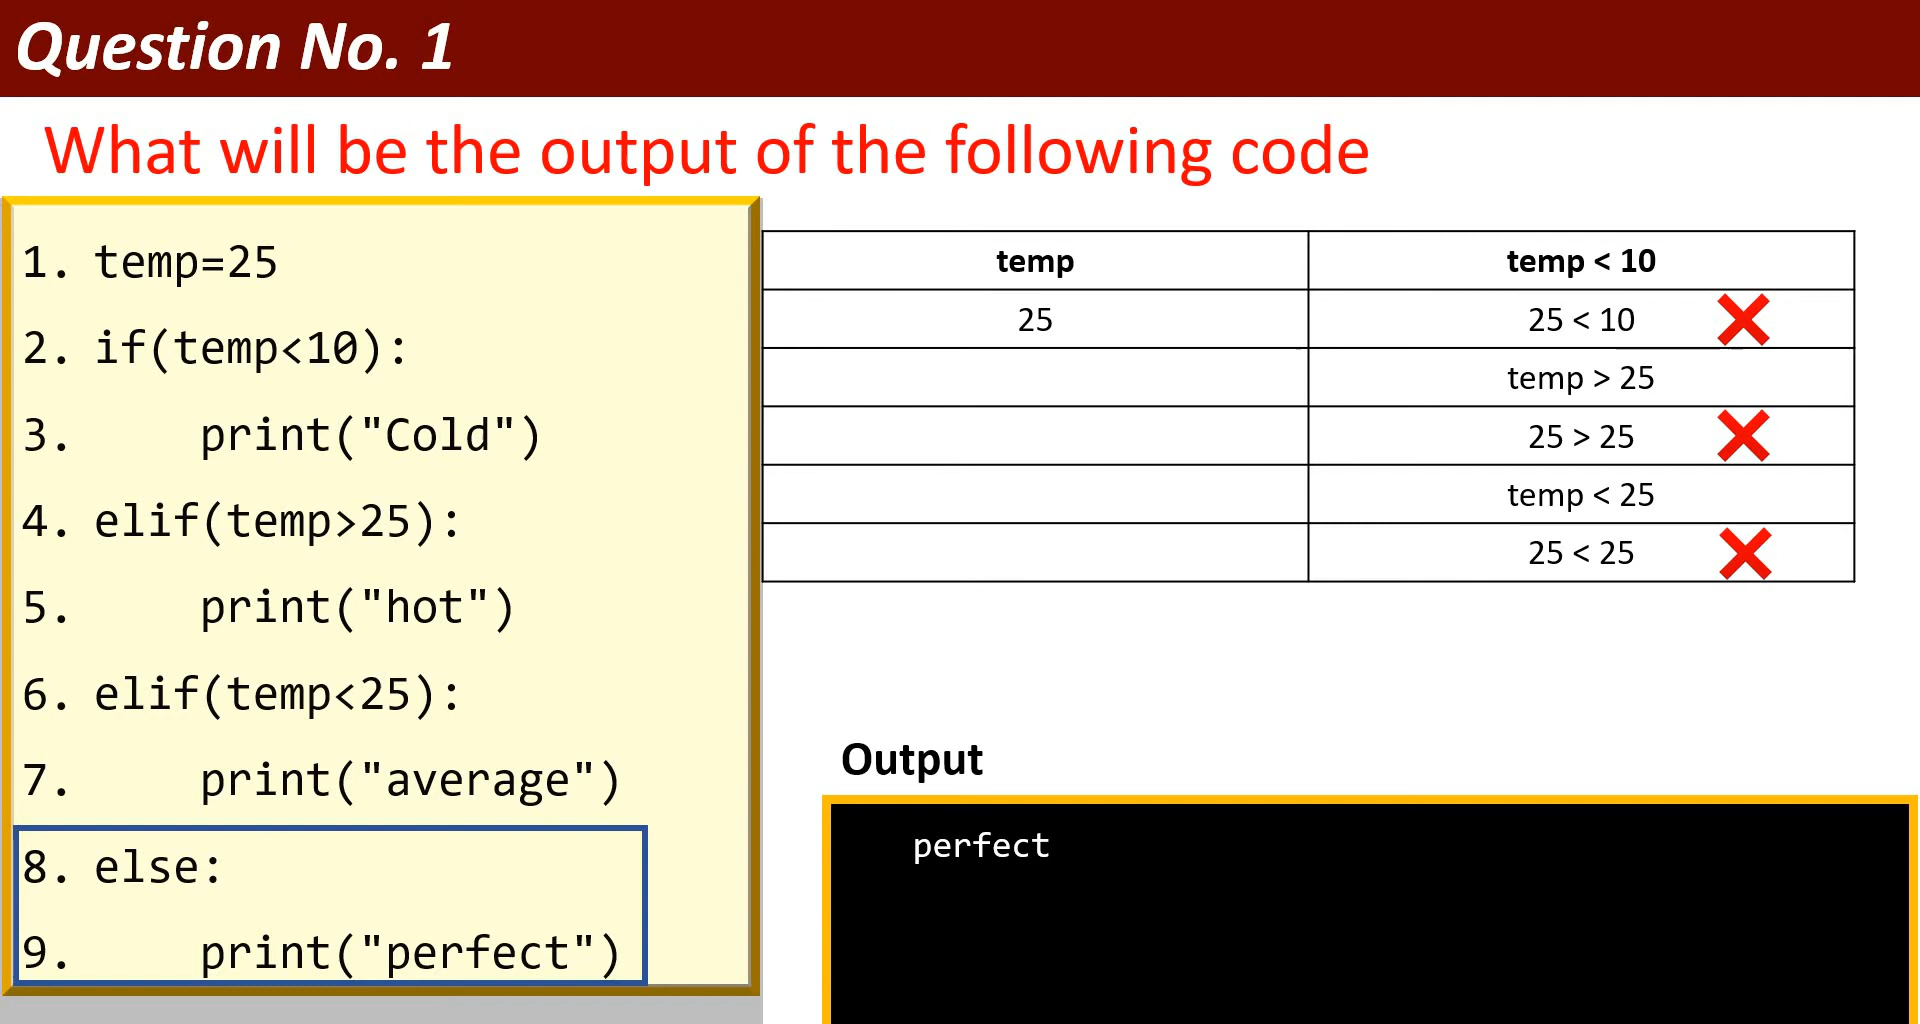 Question No. 1
What will be the output of the following code
1. temp=25
2. if(temp<10):
3.     print("Cold")
4. elif(temp>25):
5.     print("hot")
6. elif(temp<25):
7.     print("average")
8. else:
9.     print("perfect")
temp temp < 10
25 25 < 10
temp > 25
25 > 25
temp < 25
25 < 25
Output
perfect